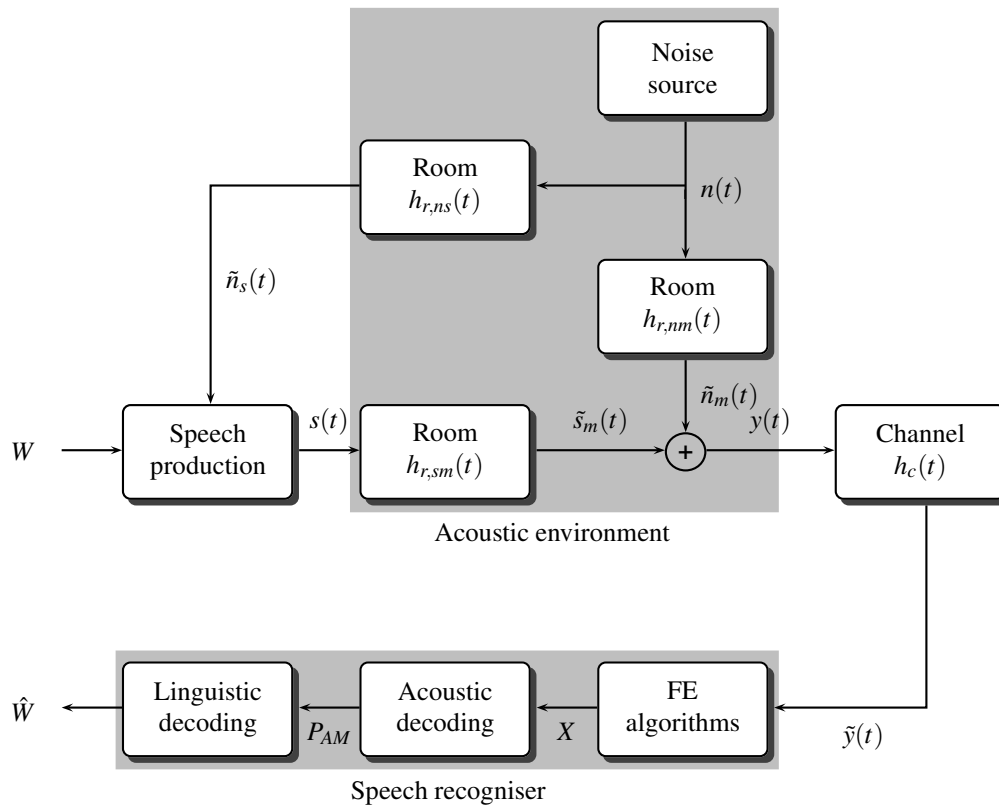 Noise
source
Room
h_{r,ns}(t)
n(t)
ñ_s(t)
Room
h_{r,nm}(t)
ñ_m(t)
W
Speech
production
s(t)
Room
h_{r,sm}(t)
s̃_m(t)
+
y(t)
Channel
h_c(t)
Acoustic environment
Ŵ
Linguistic
decoding
P_{AM}
Acoustic
decoding
X
FE
algorithms
ỹ(t)
Speech recogniser